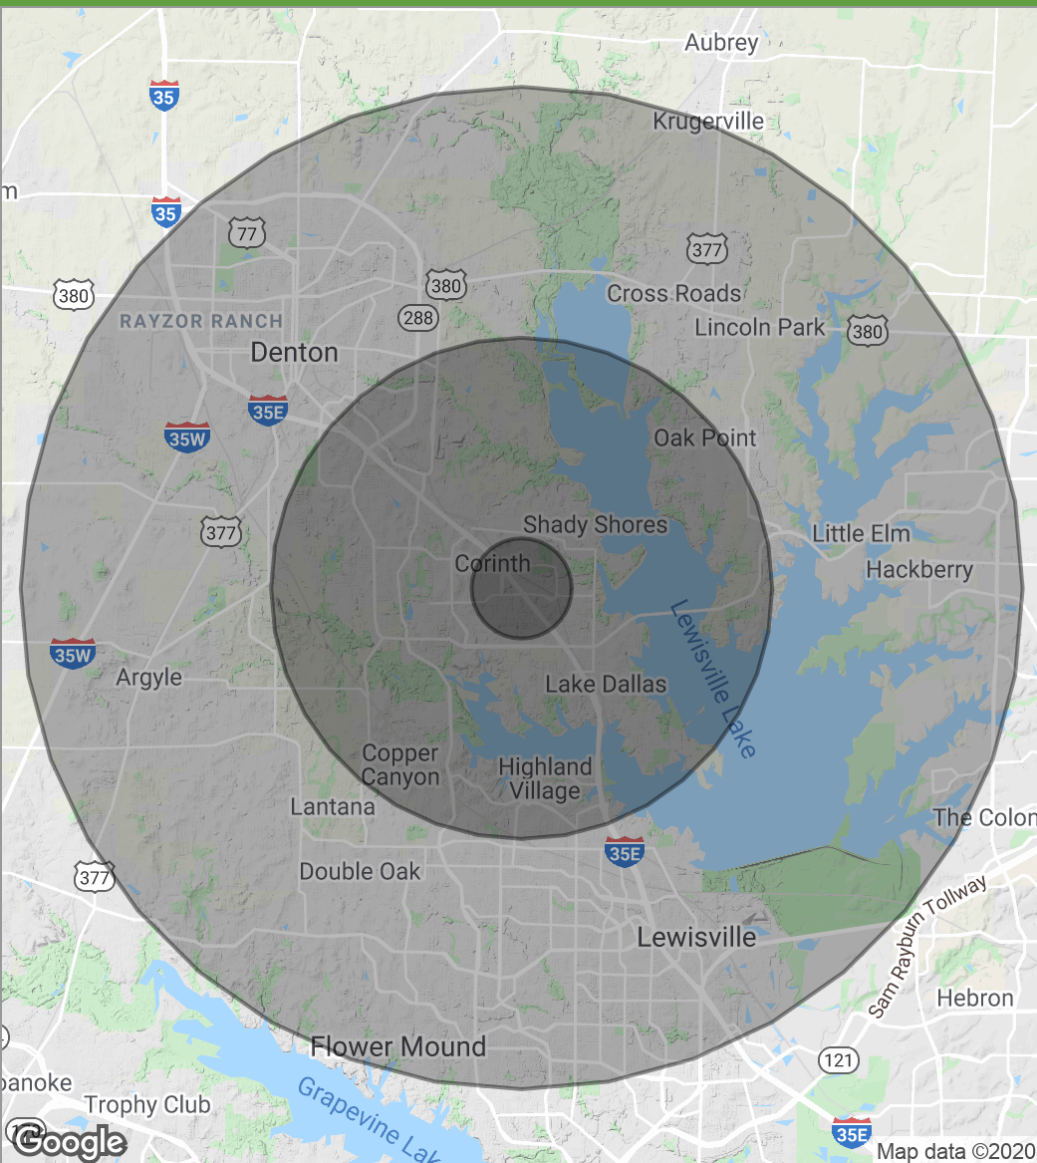 Aubrey
35
Krugerville
m
35
77
377
380
380
288
Cross Roads
RAYZOR RANCH
Lincoln Park
380
Denton
35E
35W
Oak Point
377
Shady Shores
Little Elm
Corinth
Hackberry
35W
Argyle
Lake Dallas
Lewisville Lake
Copper
Canyon
Highland
Village
Lantana
The Colon
35E
Double Oak
377
Lewisville
Sam Rayburn Tollway
Hebron
Flower Mound
121
anoke
Trophy Club
Grapevine Lak
35E
Google
Map data ©2020